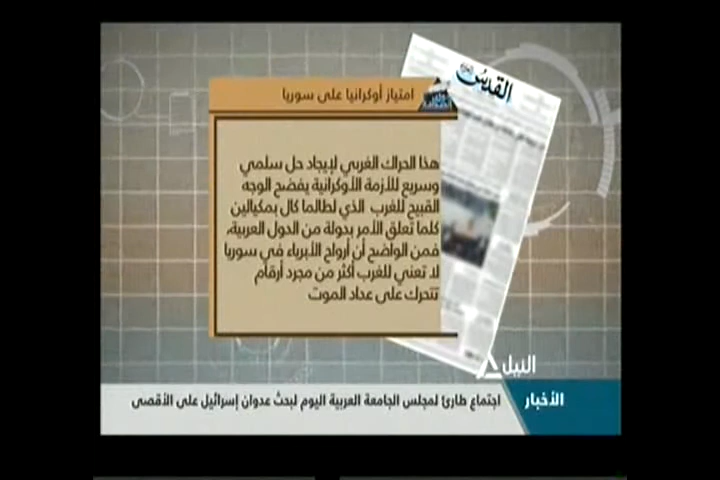 القدس
امتياز أوكرانيا على سوريا
هذا الحراك الغربي لإيجاد حل سلمي
وسريع للأزمة الأوكرانية يفضح الوجه
القبيح للغرب الذي لطالما كال بمكيالين
كلما تعلق الأمر بدولة من الدول العربية،
فمن الواضح أن أرواح الأبرياء في سوريا
لا تعني للغرب أكثر من مجرد أرقام
تتحرك على عداد الموت
النيل
الأخبار
اجتماع طارئ لمجلس الجامعة العربية اليوم لبحث عدوان إسرائيل على الأقصى